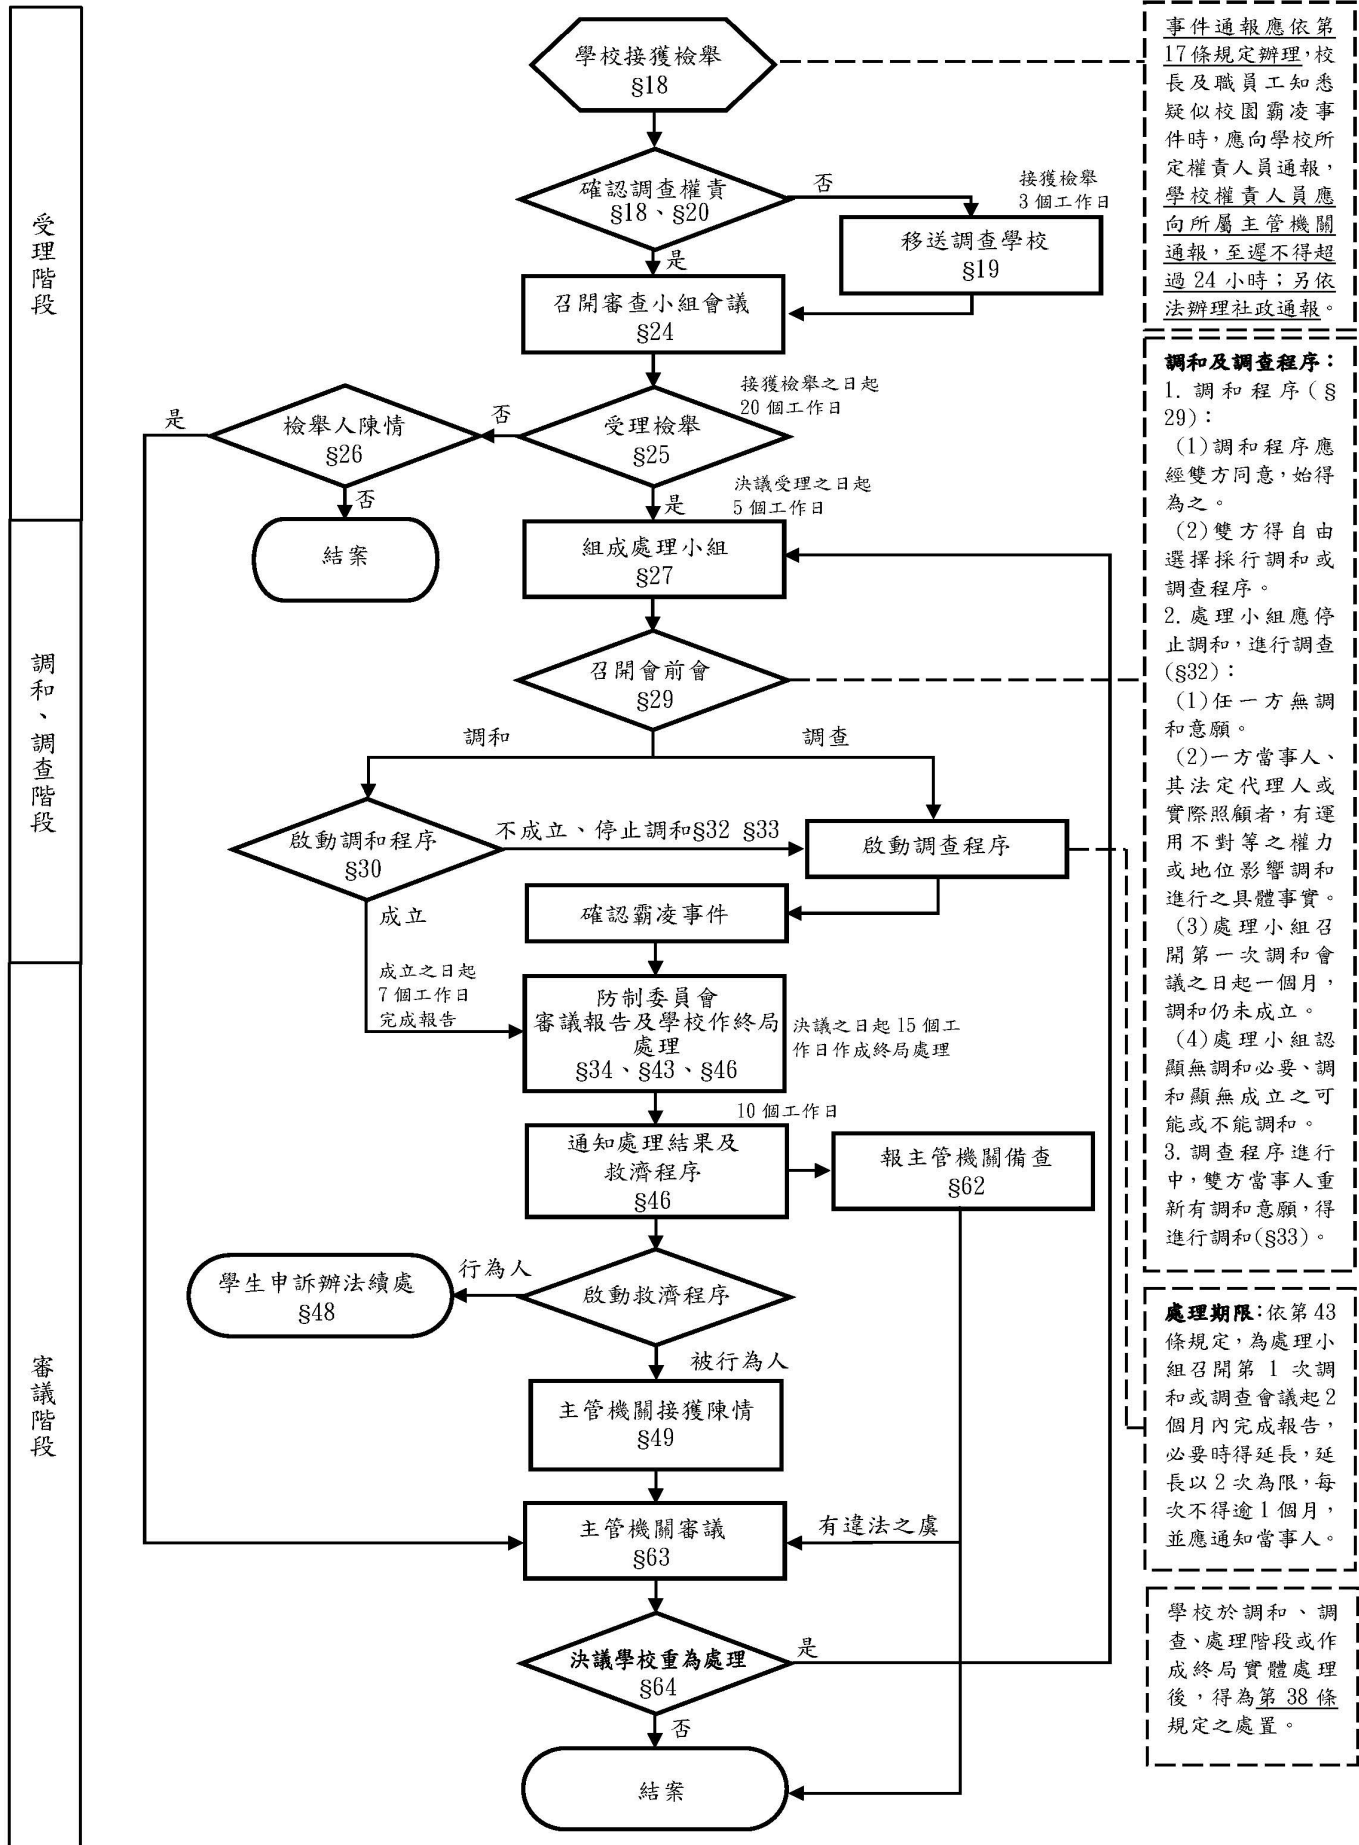 受理階段
調和、調查階段
審議階段
學校接獲檢舉
§18
確認調查權責
§18、§20
否
接獲檢舉
3 個工作日
移送調查學校
§19
是
召開審查小組會議
§24
接獲檢舉之日起
20 個工作日
受理檢舉
§25
否
檢舉人陳情
§26
是
否
結案
決議受理之日起
5 個工作日
是
組成處理小組
§27
召開會前會
§29
調和
調查
啟動調和程序
§30
不成立、停止調和§32 §33
啟動調查程序
成立
確認霸凌事件
成立之日起
7 個工作日
完成報告
防制委員會
審議報告及學校作終局
處理
§34、§43、§46
決議之日起 15 個工
作日作成終局處理
10 個工作日
通知處理結果及
救濟程序
§46
報主管機關備查
§62
啟動救濟程序
行為人
學生申訴辦法續處
§48
被行為人
主管機關接獲陳情
§49
主管機關審議
§63
有違法之虞
決議學校重為處理
§64
是
否
結案
事件通報應依第
17條規定辦理,校
長及職員工知悉
疑似校園霸凌事
件時,應向學校所
定權責人員通報,
學校權責人員應
向所屬主管機關
通報,至遲不得超
過 24 小時;另依
法辦理社政通報。
調和及調查程序:
1. 調和程序(§
29):
(1)調和程序應
經雙方同意,始得
為之。
(2)雙方得自由
選擇採行調和或
調查程序。
2. 處理小組應停
止調和,進行調查
(§32):
(1)任一方無調
和意願。
(2)一方當事人、
其法定代理人或
實際照顧者,有運
用不對等之權力
或地位影響調和
進行之具體事實。
(3)處理小組召
開第一次調和會
議之日起一個月,
調和仍未成立。
(4)處理小組認
顯無調和必要、調
和顯無成立之可
能或不能調和。
3. 調查程序進行
中,雙方當事人重
新有調和意願,得
進行調和(§33)。
處理期限:依第 43
條規定,為處理小
組召開第 1 次調
和或調查會議起 2
個月內完成報告,
必要時得延長,延
長以 2 次為限,每
次不得逾 1 個月,
並應通知當事人。
學校於調和、調
查、處理階段或作
成終局實體處理
後,得為第 38 條
規定之處置。